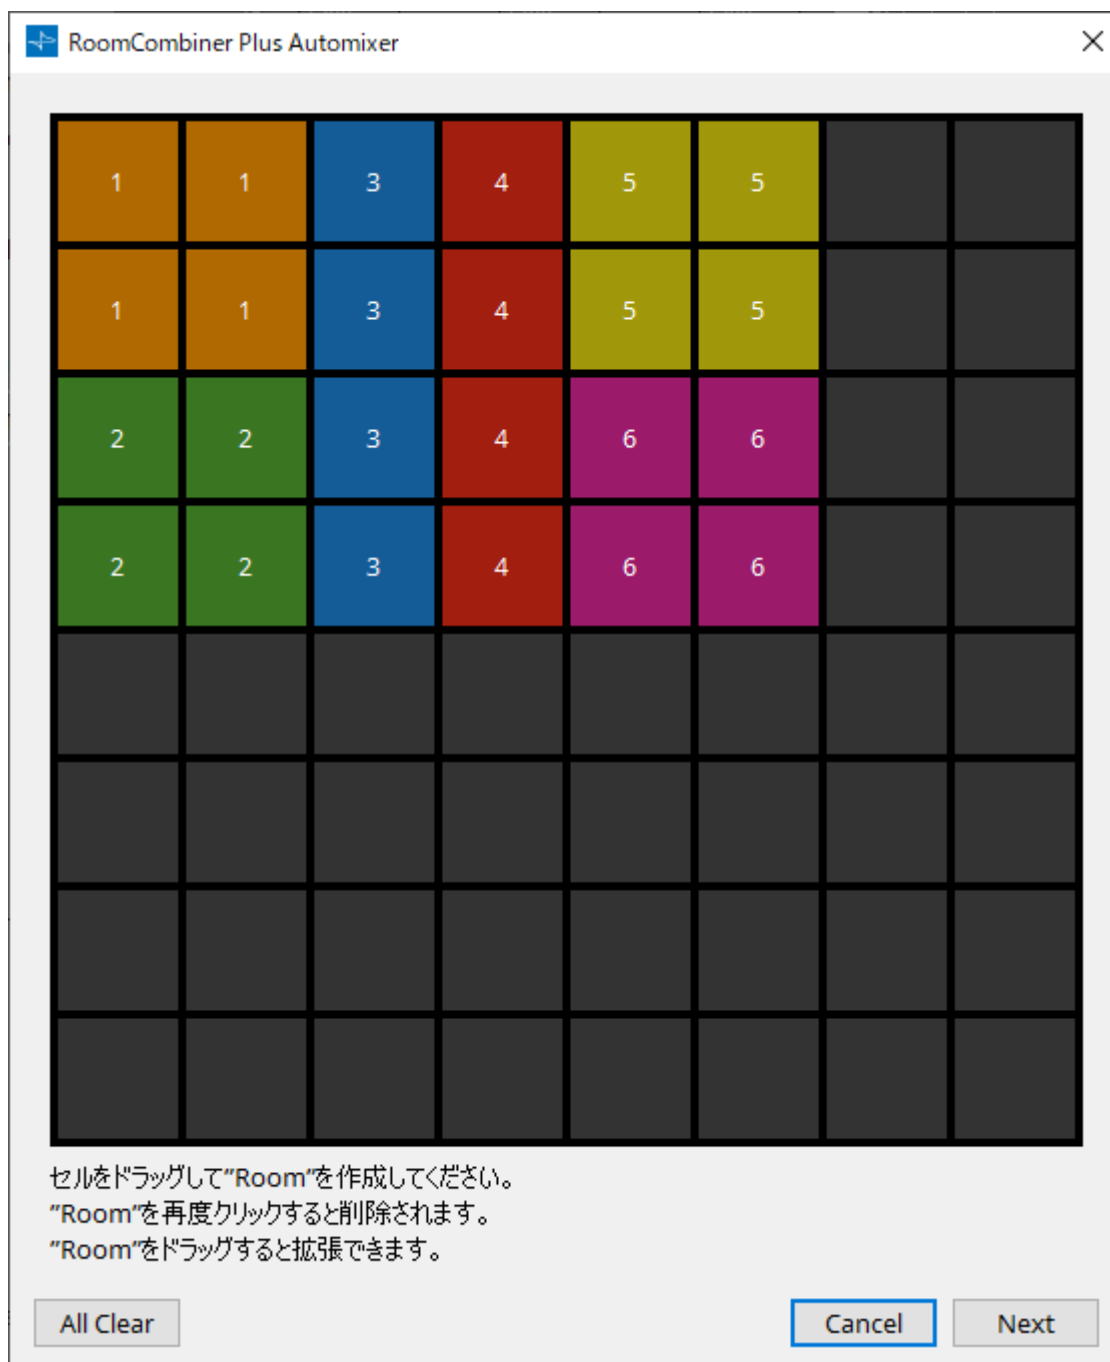 RoomCombiner Plus Automixer
1 1 3 4 5 5
1 1 3 4 5 5
2 2 3 4 6 6
2 2 3 4 6 6
セルをドラッグして"Room"を作成してください。
"Room"を再度クリックすると削除されます。
"Room"をドラッグすると拡張できます。
All Clear Cancel Next